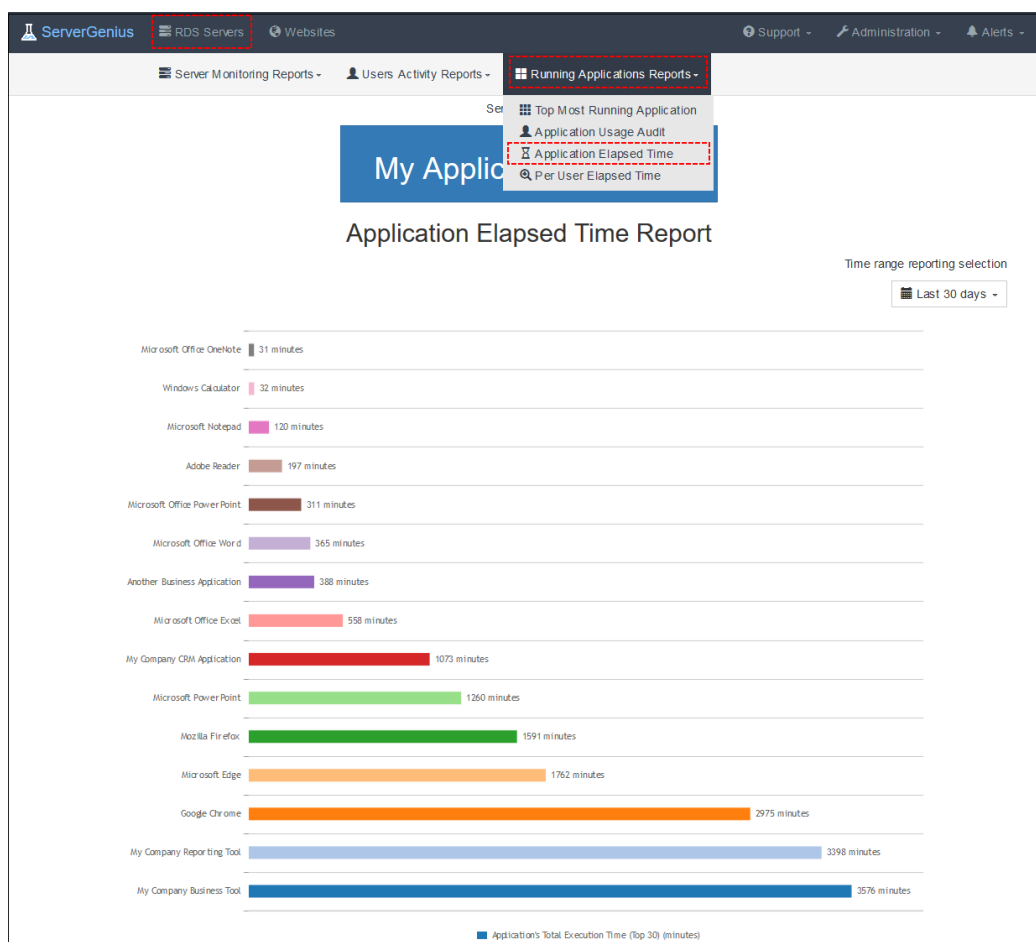 ServerGenius RDS Servers Websites Support Administration Alerts
Server Monitoring Reports Users Activity Reports Running Applications Reports
Ser
Top Most Running Application
Application Usage Audit
Application Elapsed Time
Per User Elapsed Time
My Applic
Application Elapsed Time Report
Time range reporting selection
Last 30 days
Microsoft Office OneNote 31 minutes
Windows Calculator 32 minutes
Microsoft Notepad 120 minutes
Adobe Reader 197 minutes
Microsoft Office PowerPoint 311 minutes
Microsoft Office Word 365 minutes
Another Business Application 388 minutes
Microsoft Office Excel 558 minutes
My Company CRM Application 1073 minutes
Microsoft PowerPoint 1260 minutes
Mozilla Firefox 1591 minutes
Microsoft Edge 1762 minutes
Google Chrome 2975 minutes
My Company Reporting Tool 3398 minutes
My Company Business Tool 3576 minutes
Application's Total Execution Time (Top 30) (minutes)